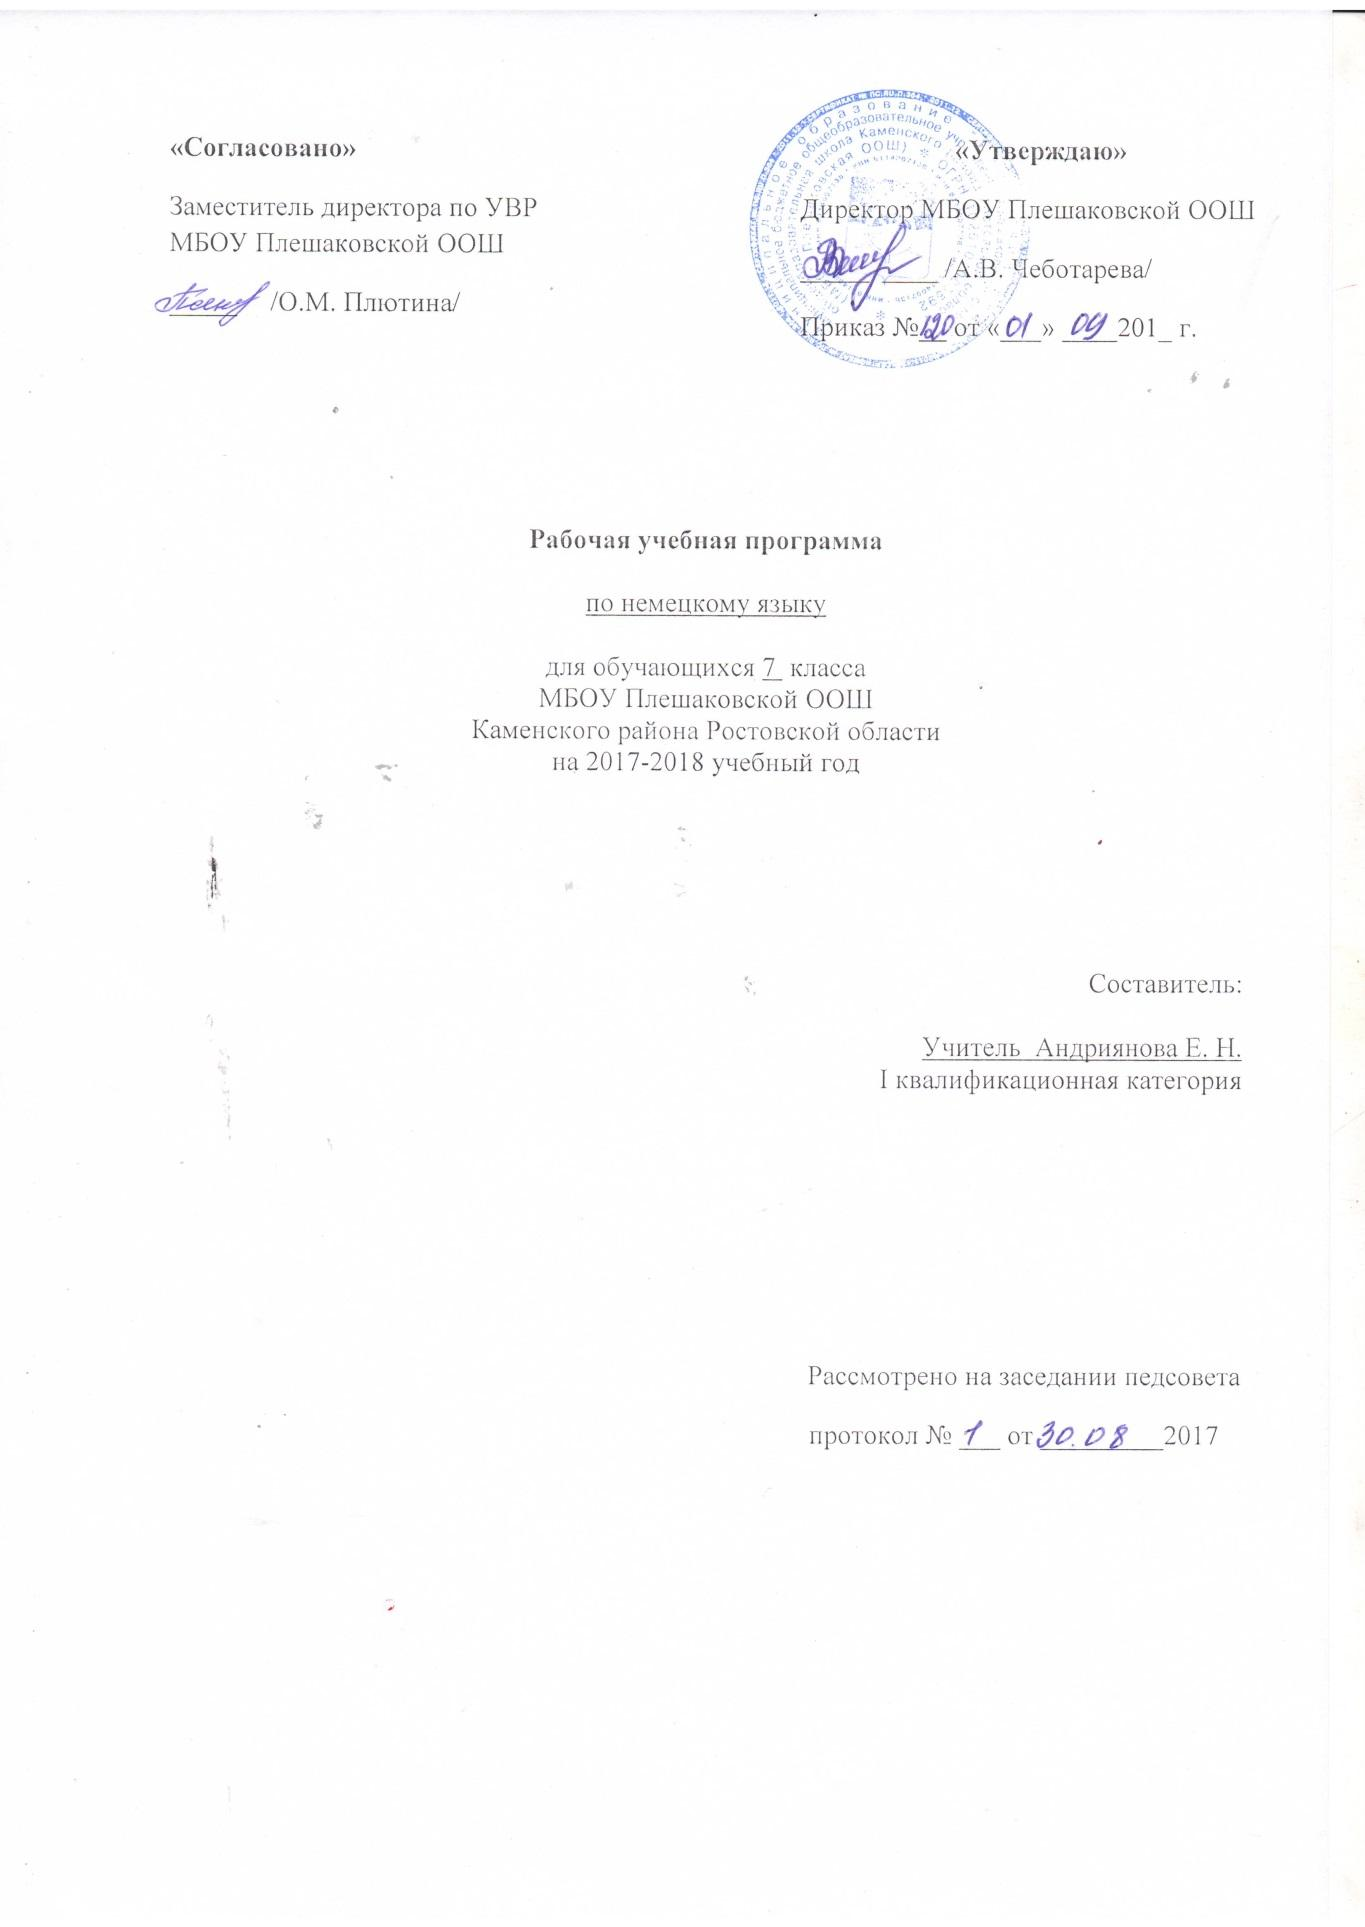 «Согласовано»
Заместитель директора по УВР
МБОУ Плешаковской ООШ
/О.М. Плютина/
«Утверждаю»
Директор МБОУ Плешаковской ООШ
/А.В. Чеботарева/
Приказ №120 от «01» 09 201_ г.
Рабочая учебная программа
по немецкому языку
для обучающихся 7 класса
МБОУ Плешаковской ООШ
Каменского района Ростовской области
на 2017-2018 учебный год
Составитель:
Учитель Андриянова Е. Н.
I квалификационная категория
Рассмотрено на заседании педсовета
протокол № 1 от 30.08 2017